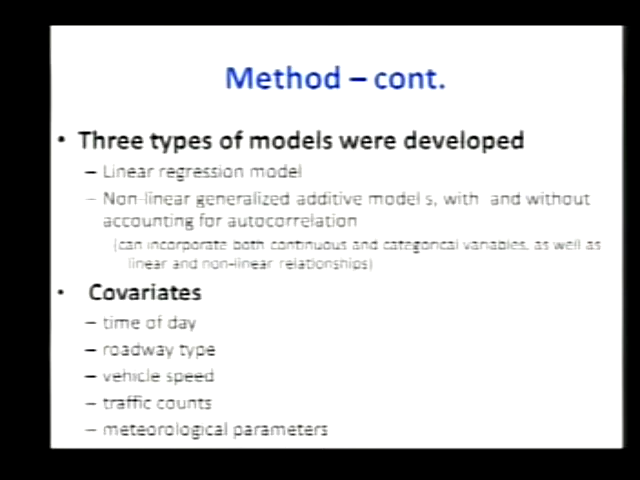 Method – cont.
• Three types of models were developed
– Linear regression model
– Non-linear generalized additive model s, with and without
accounting for autocorrelation
(can incorporate both continuous and categorical variables, as well as
linear and non-linear relationships)
• Covariates
– time of day
– roadway type
– vehicle speed
– traffic counts
– meteorological parameters